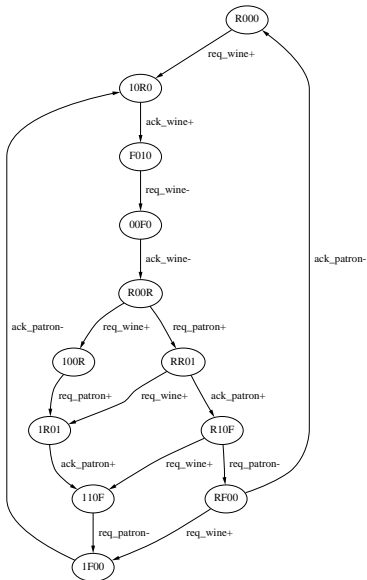 R000
req_wine+
10R0
ack_wine+
F010
req_wine-
00F0
ack_wine-
ack_patron-
R00R
ack_patron-
req_wine+ req_patron+
100R RR01
req_patron+ req_wine+ ack_patron+
1R01 R10F
ack_patron+ req_wine+ req_patron-
110F RF00
req_patron- req_wine+
1F00